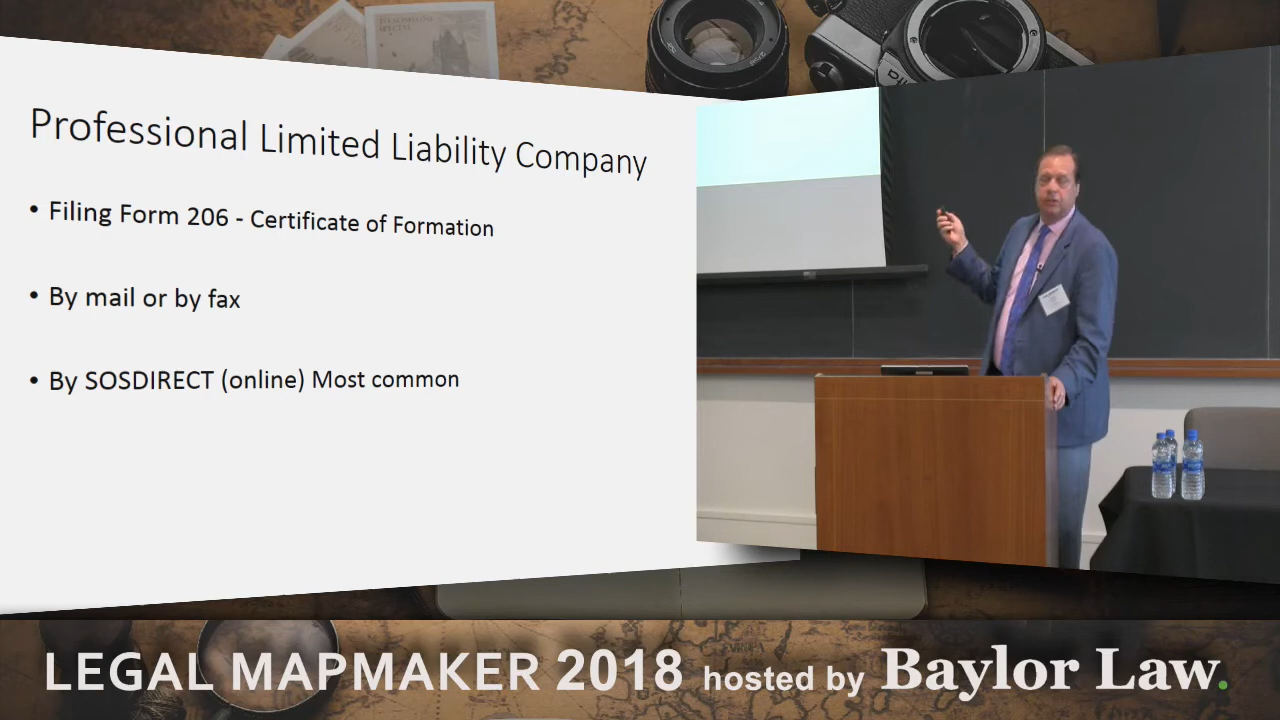 Professional Limited Liability Company
• Filing Form 206 - Certificate of Formation
• By mail or by fax
• By SOSDIRECT (online) Most common
LEGAL MAPMAKER 2018 hosted by Baylor Law.